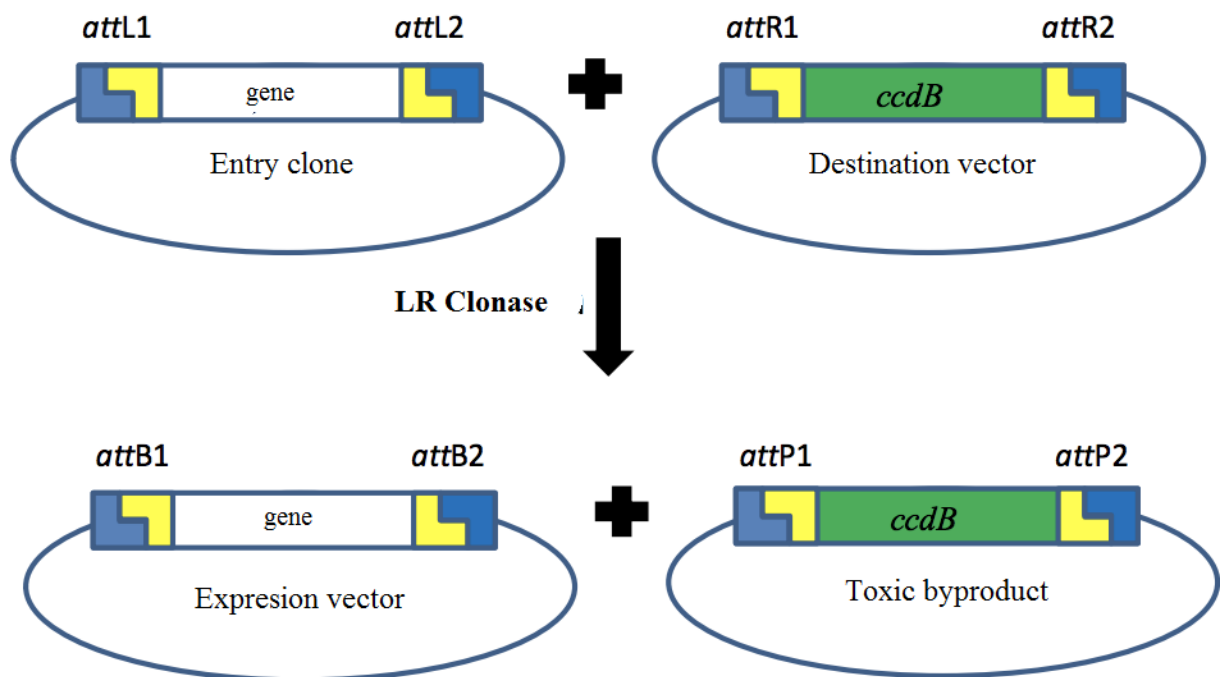 attL1 attL2 attR1 attR2
gene ccdB
Entry clone Destination vector
LR Clonase
attB1 attB2 attP1 attP2
gene ccdB
Expresion vector Toxic byproduct